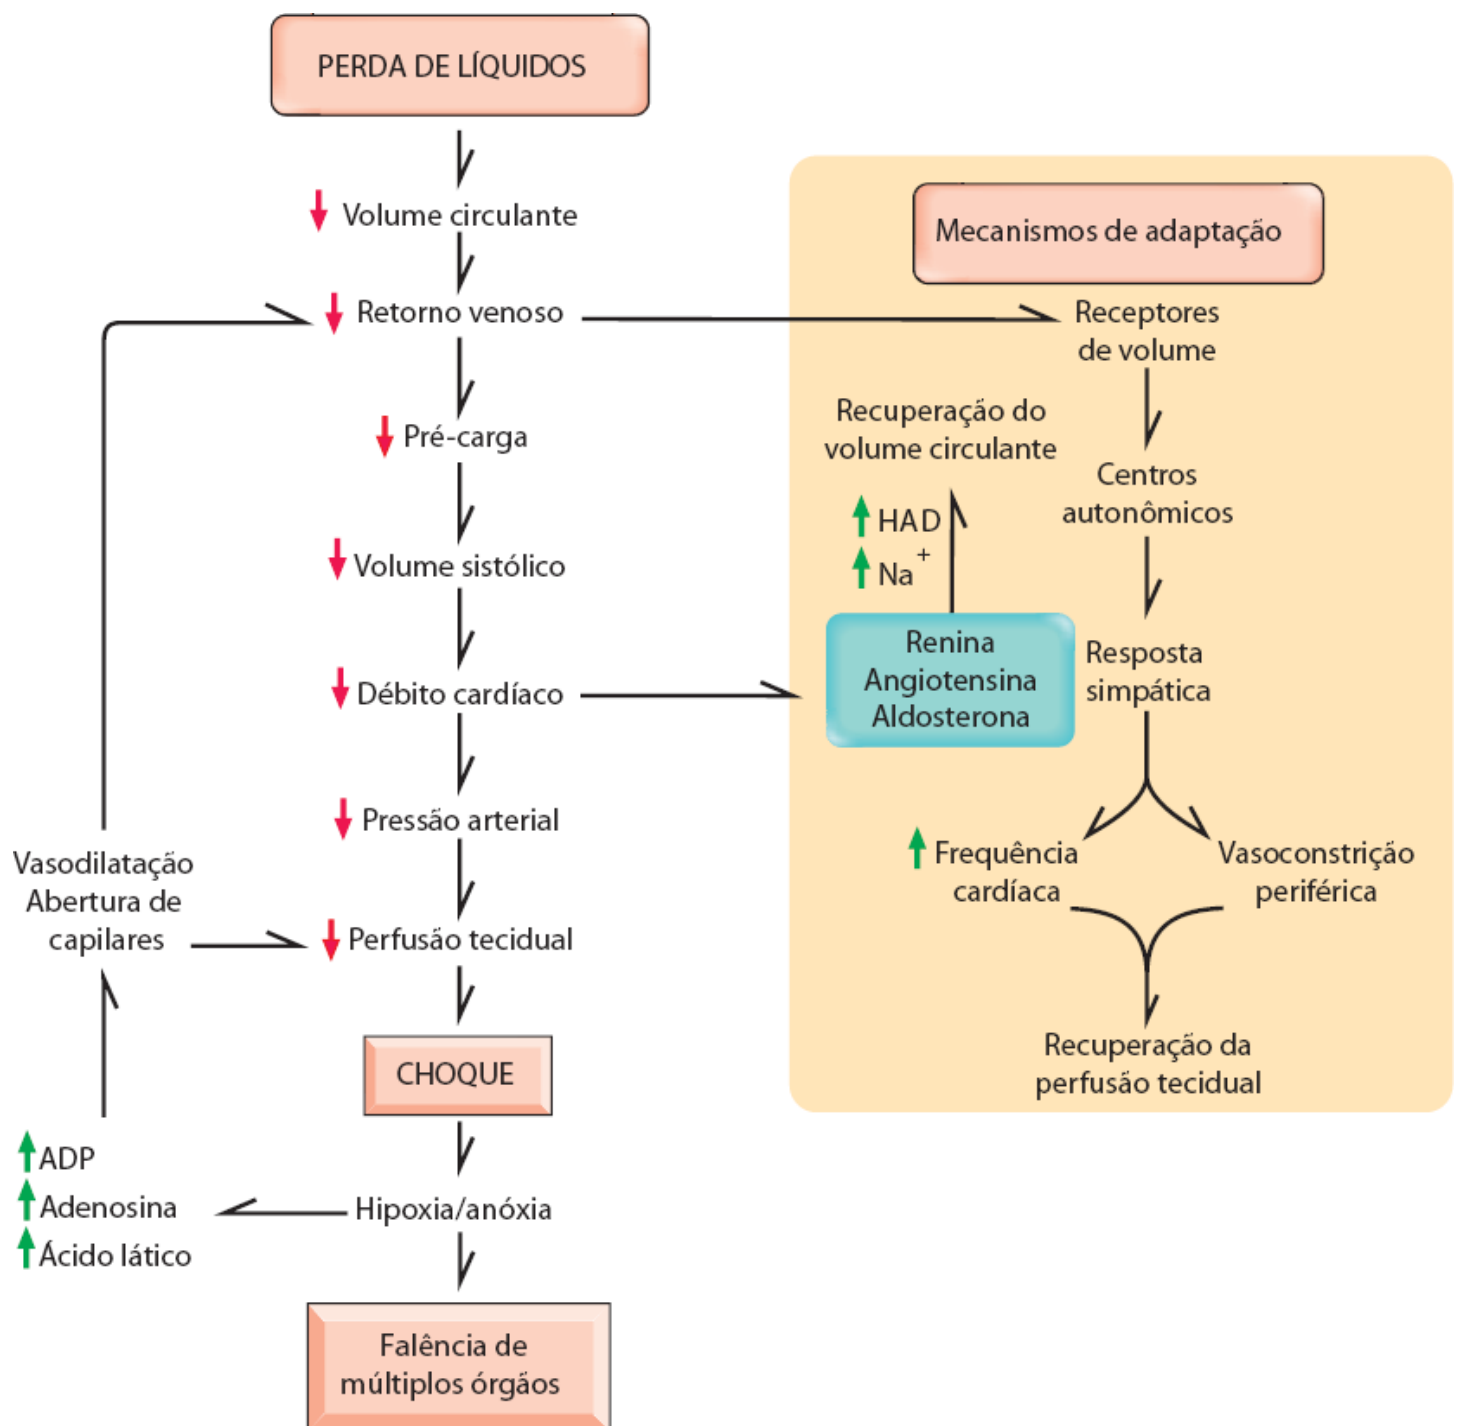 PERDA DE LÍQUIDOS
Volume circulante
Retorno venoso
Pré-carga
Volume sistólico
Débito cardíaco
Pressão arterial
Perfusão tecidual
CHOQUE
Hipoxia/anóxia
Falência de
múltiplos órgãos
Vasodilatação
Abertura de
capilares
ADP
Adenosina
Ácido lático
Mecanismos de adaptação
Receptores
de volume
Centros
autonômicos
Resposta
simpática
Recuperação do
volume circulante
HAD
Na+
Renina
Angiotensina
Aldosterona
Frequência
cardíaca
Vasoconstrição
periférica
Recuperação da
perfusão tecidual